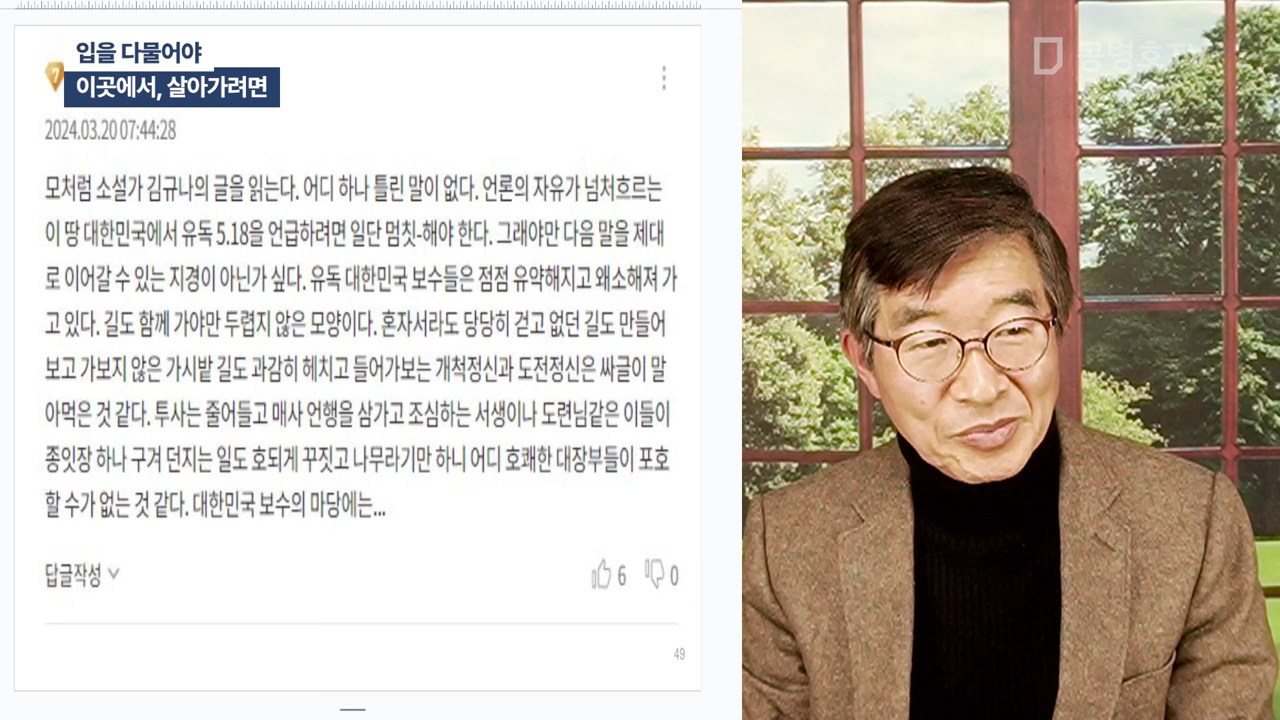 입을 다물어야
이곳에서, 살아가려면
2024.03.20 07:44:28
모처럼 소설가 김규나의 글을 읽는다. 어디 하나 틀린 말이 없다. 언론의 자유가 넘처흐르는
이 땅 대한민국에서 유독 5.18을 언급하려면 일단 멈칫-해야 한다. 그래야만 다음 말을 제대
로 이어갈 수 있는 지경이 아닌가 싶다. 유독 대한민국 보수들은 점점 유약해지고 왜소해져 가
고 있다. 길도 함께 가야만 두렵지 않은 모양이다. 혼자서라도 당당히 걷고 없던 길도 만들어
보고 가보지 않은 가시밭 길도 과감히 헤치고 들어가보는 개척정신과 도전정신은 싸글이 말
아먹은 것 같다. 투사는 줄어들고 매사 언행을 삼가고 조심하는 서생이나 도련님같은 이들이
종잇장 하나 구겨 던지는 일도 호되게 꾸짓고 나무라기만 하니 어디 호쾌한 대장부들이 포호
할 수가 없는 것 같다. 대한민국 보수의 마당에는...
답글작성
6 0
49
공병호TV